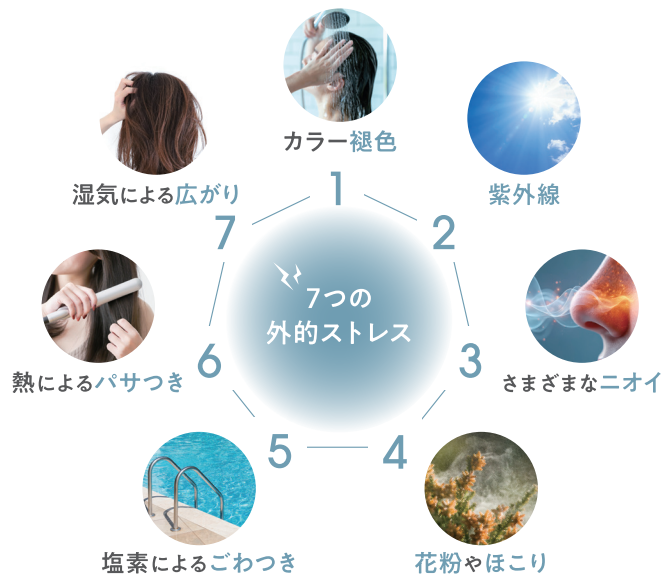 7つの
外的ストレス
1
カラー褪色
2
紫外線
3
さまざまなニオイ
4
花粉やほこり
5
塩素によるごわつき
6
熱によるパサつき
7
湿気による広がり